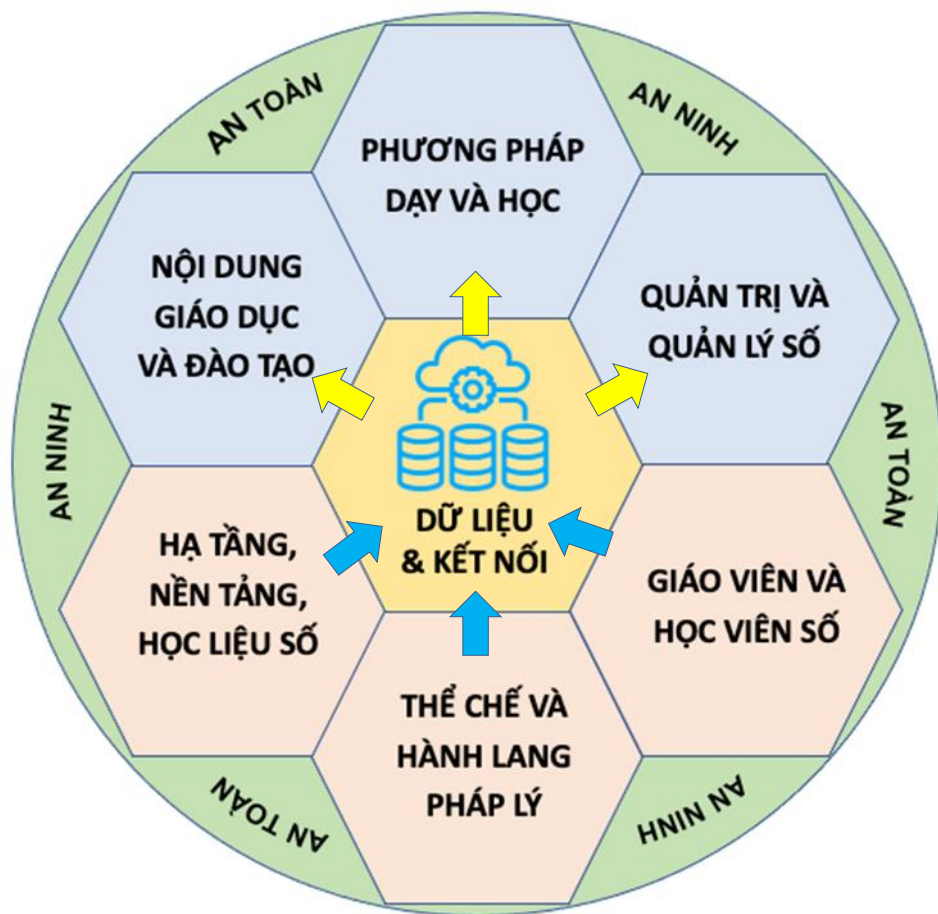 AN TOÀN
AN NINH
PHƯƠNG PHÁP
DẠY VÀ HỌC
NỘI DUNG
GIÁO DỤC
VÀ ĐÀO TẠO
QUẢN TRỊ VÀ
QUẢN LÝ SỐ
AN NINH
AN TOÀN
DỮ LIỆU
& KẾT NỐI
HẠ TẦNG,
NỀN TẢNG,
HỌC LIỆU SỐ
GIÁO VIÊN VÀ
HỌC VIÊN SỐ
THỂ CHẾ VÀ
HÀNH LANG
PHÁP LÝ
AN TOÀN
AN NINH